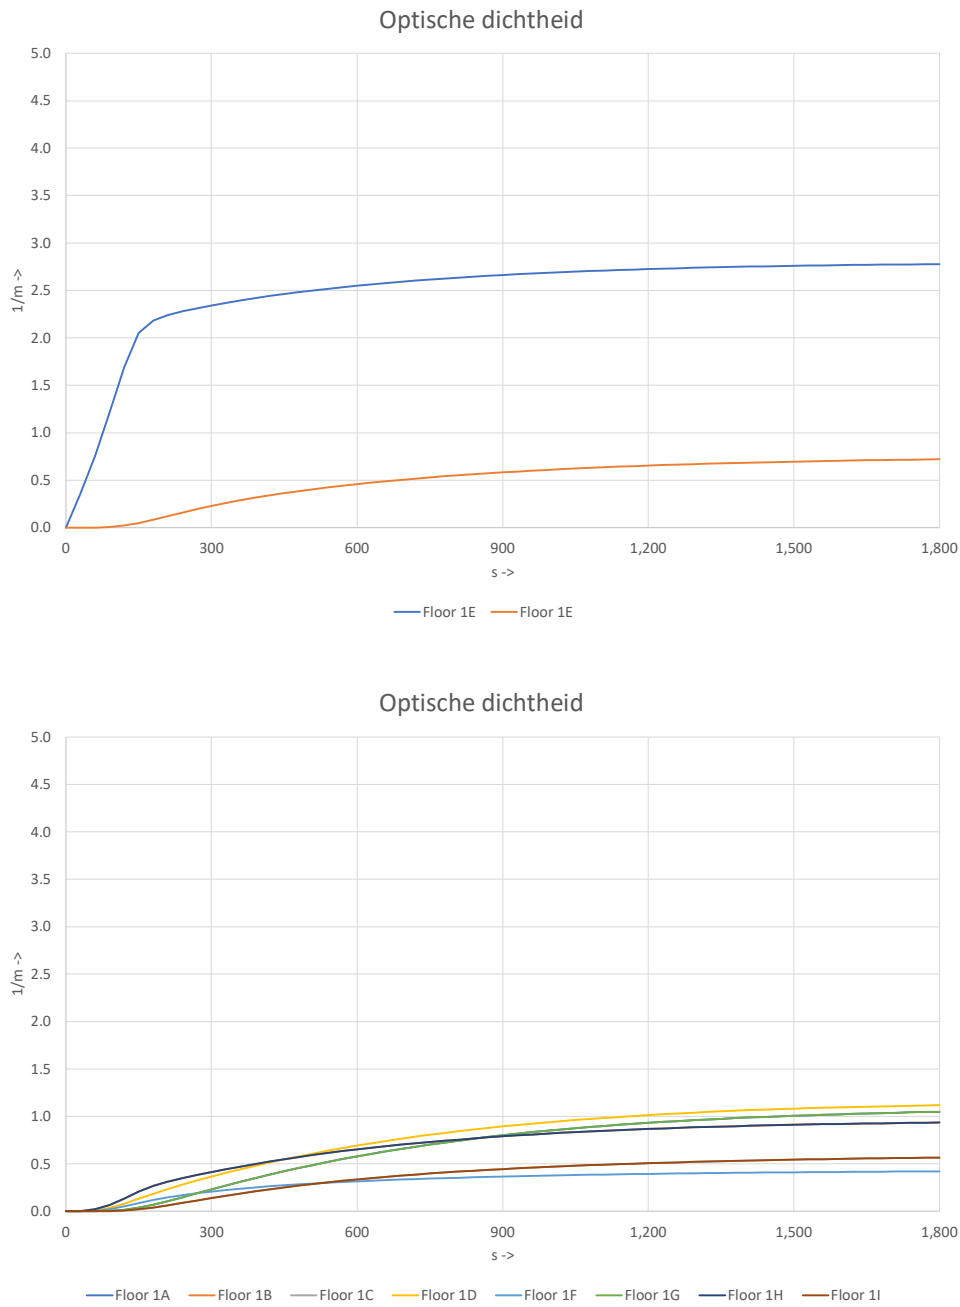 Optische dichtheid
5.0
4.5
4.0
3.5
3.0
2.5
2.0
1.5
1.0
0.5
0.0
1/m ->
0 300 600 900 1,200 1,500 1,800
s ->
Floor 1E Floor 1E
Optische dichtheid
5.0
4.5
4.0
3.5
3.0
2.5
2.0
1.5
1.0
0.5
0.0
1/m ->
0 300 600 900 1,200 1,500 1,800
s ->
Floor 1A Floor 1B Floor 1C Floor 1D Floor 1F Floor 1G Floor 1H Floor 1I